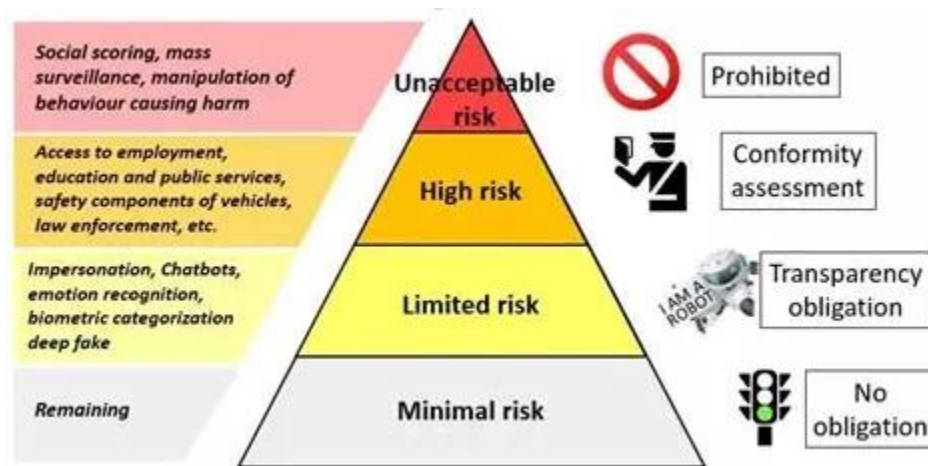 Social scoring, mass
surveillance, manipulation of
behaviour causing harm
Unacceptable
risk
Prohibited
Access to employment,
education and public services,
safety components of vehicles,
law enforcement, etc.
High risk
Conformity
assessment
Impersonation, Chatbots,
emotion recognition,
biometric categorization
deep fake
Limited risk
I AM A
ROBOT
Transparency
obligation
Remaining
Minimal risk
No
obligation